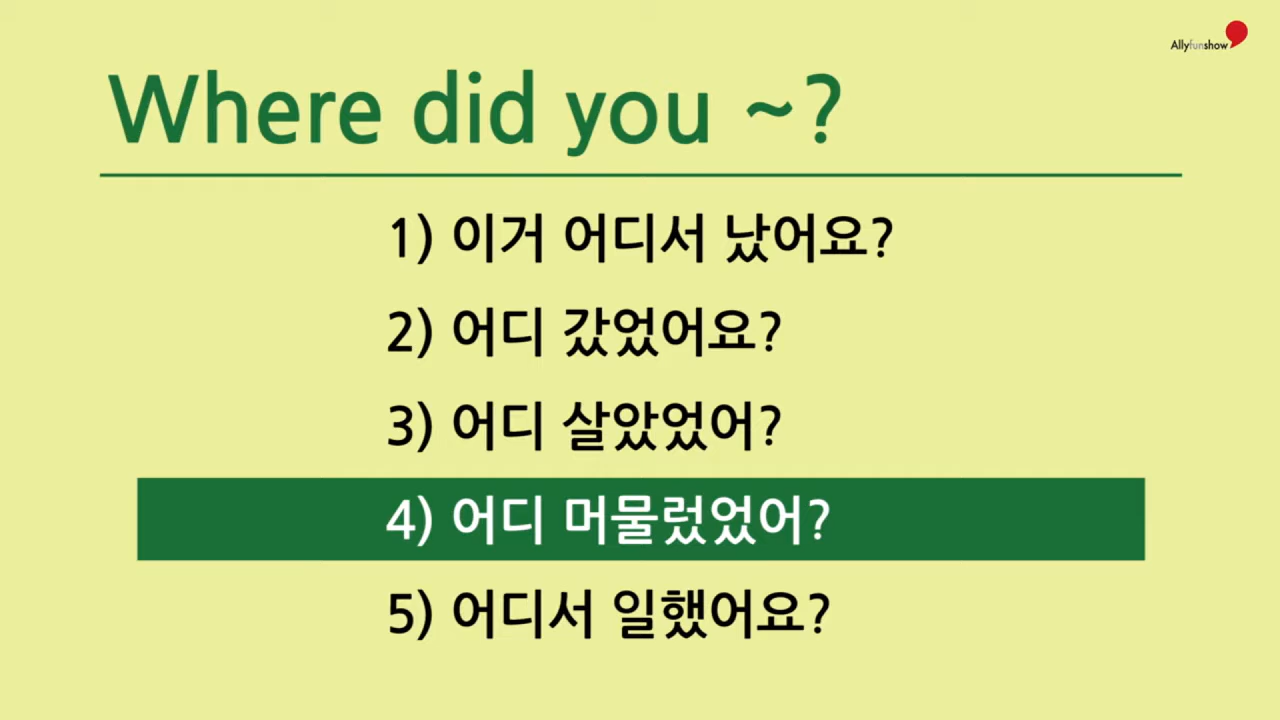 Allyfunshow
Where did you ~?
1) 이거 어디서 났어요?
2) 어디 갔었어요?
3) 어디 살았었어?
4) 어디 머물렀었어?
5) 어디서 일했어요?